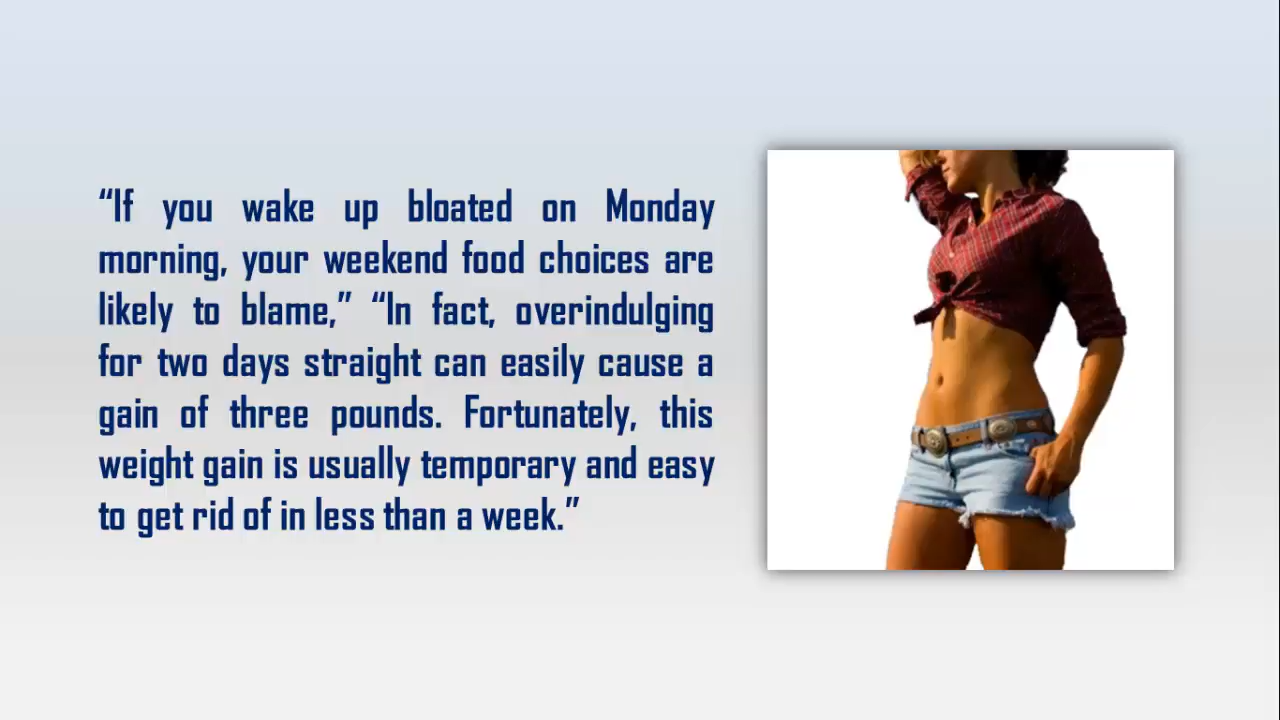 “If you wake up bloated on Monday
morning, your weekend food choices are
likely to blame,” “In fact, overindulging
for two days straight can easily cause a
gain of three pounds. Fortunately, this
weight gain is usually temporary and easy
to get rid of in less than a week.”